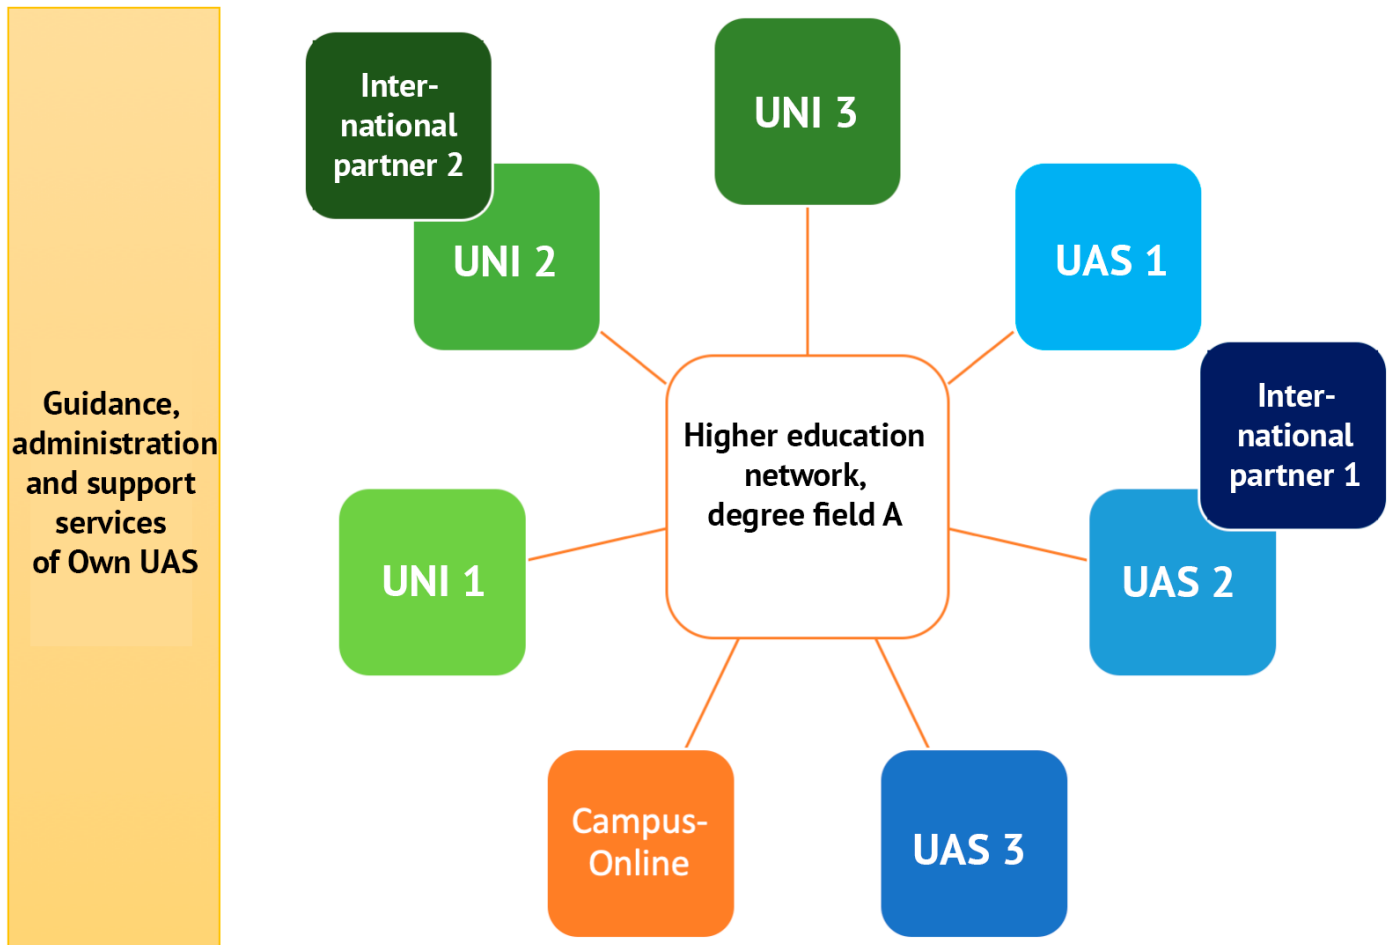 Guidance,
administration
and support
services
of Own UAS
Inter-
national
partner 2
UNI 2
UNI 3
UAS 1
Inter-
national
partner 1
UAS 2
Higher education
network,
degree field A
UNI 1
Campus-
Online
UAS 3